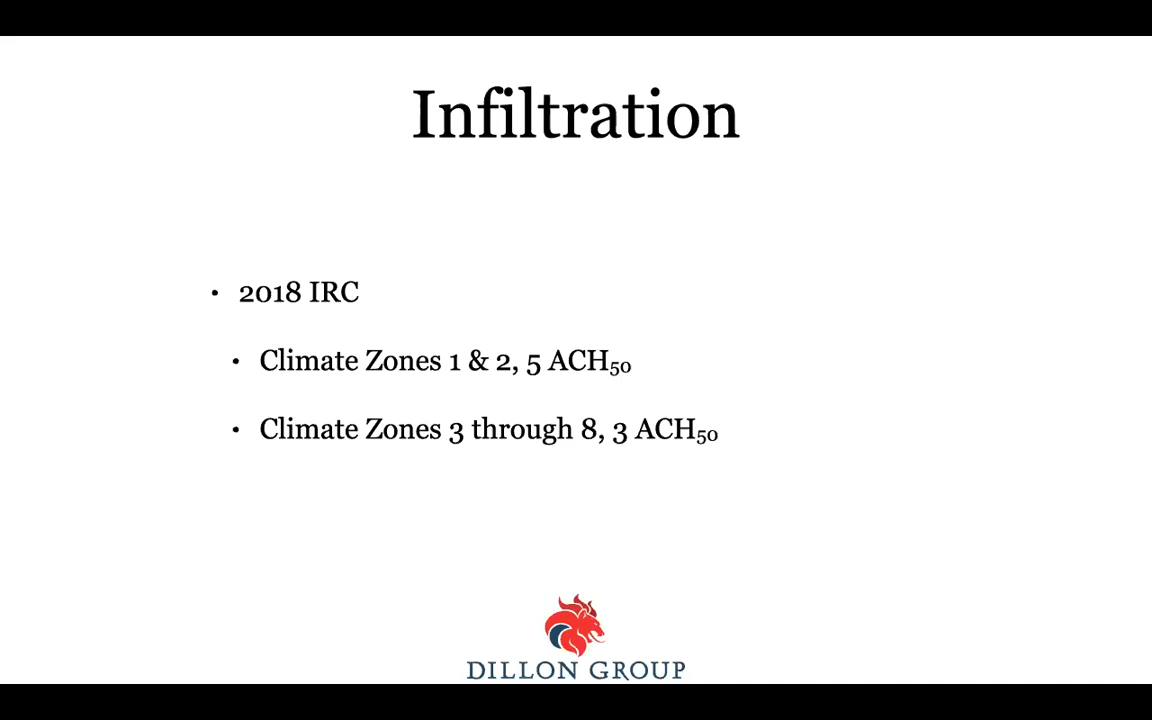 Infiltration
• 2018 IRC
• Climate Zones 1 & 2, 5 ACH₅₀
• Climate Zones 3 through 8, 3 ACH₅₀
DILLON GROUP